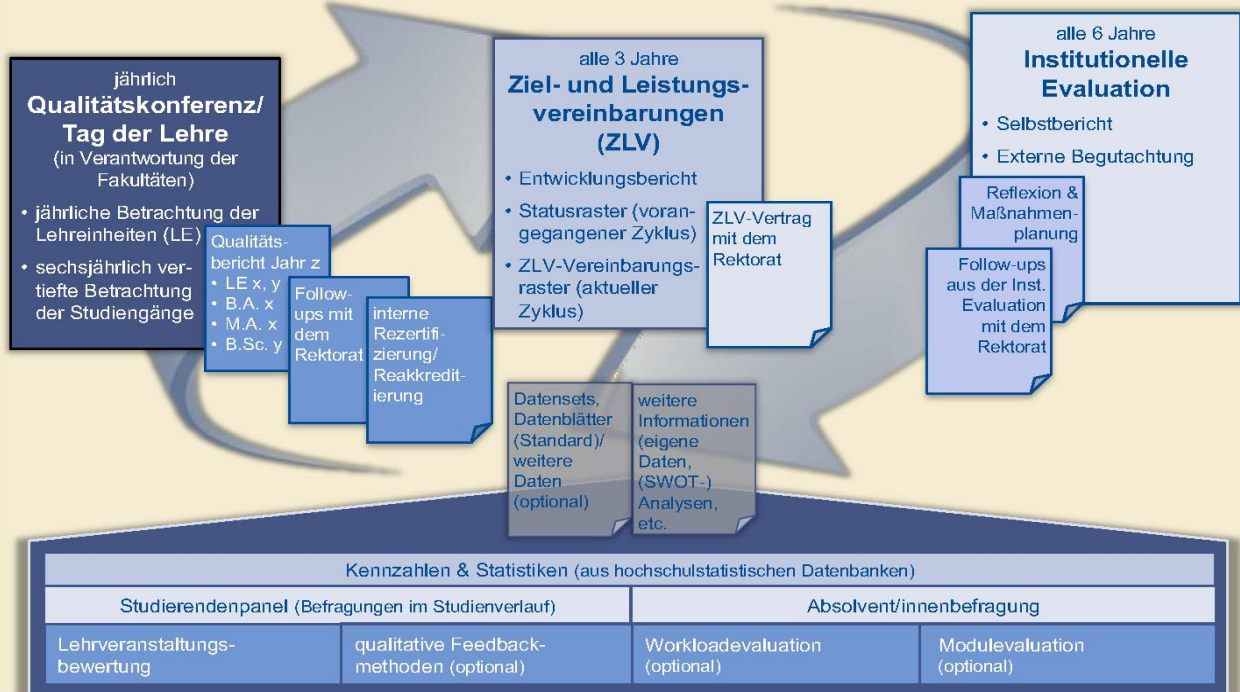 jährlich
Qualitätskonferenz/
Tag der Lehre
(in Verantwortung der
Fakultäten)
• jährliche Betrachtung der
Lehreinheiten (LE)
• sechsjährlich ver-
tiefte Betrachtung
der Studiengänge
Qualitäts-
bericht Jahr z
• LE x, y
• B.A. x
• M.A. x
• B.Sc. y
Follow-
ups mit
dem
Rektorat
interne
Rezertifi-
zierung/
Reakkredit-
ierung
alle 3 Jahre
Ziel- und Leistungs-
vereinbarungen
(ZLV)
• Entwicklungsbericht
• Statusraster (voran-
gegangener Zyklus)
• ZLV-Vereinbarungs-
raster (aktueller
Zyklus)
ZLV-Vertrag
mit dem
Rektorat
alle 6 Jahre
Institutionelle
Evaluation
• Selbstbericht
• Externe Begutachtung
Reflexion &
Maßnahmen-
planung
Follow-ups
aus der Inst.
Evaluation
mit dem
Rektorat
Datensets,
Datenblätter
(Standard)/
weitere
Daten
(optional)
weitere
Informationen
(eigene
Daten,
(SWOT-)
Analysen,
etc.
Kennzahlen & Statistiken (aus hochschulstatistischen Datenbanken)
Studierendenpanel (Befragungen im Studienverlauf)
Absolvent/innenbefragung
Lehrveranstaltungs-
bewertung
qualitative Feedback-
methoden (optional)
Workloadevaluation
(optional)
Modulevaluation
(optional)